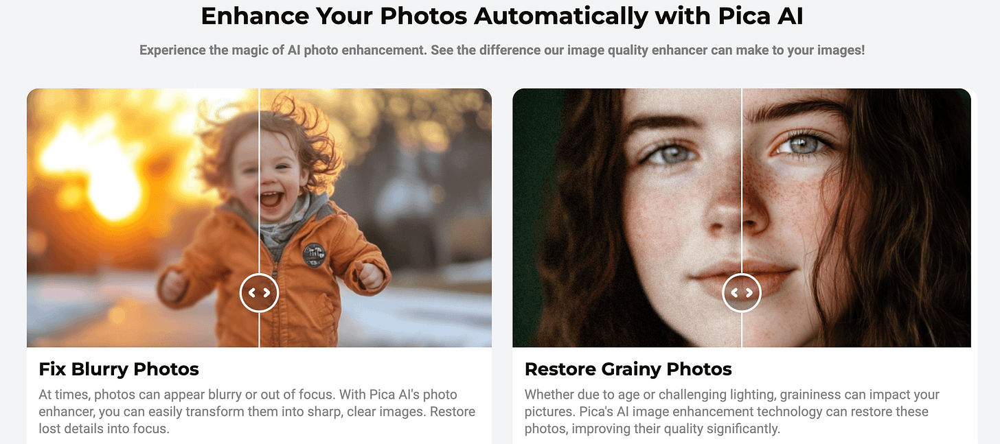 Enhance Your Photos Automatically with Pica AI
Experience the magic of AI photo enhancement. See the difference our image quality enhancer can make to your images!
Fix Blurry Photos
At times, photos can appear blurry or out of focus. With Pica AI's photo
enhancer, you can easily transform them into sharp, clear images. Restore
lost details into focus.
Restore Grainy Photos
Whether due to age or challenging lighting, graininess can impact your
pictures. Pica's AI image enhancement technology can restore these
photos, improving their quality significantly.